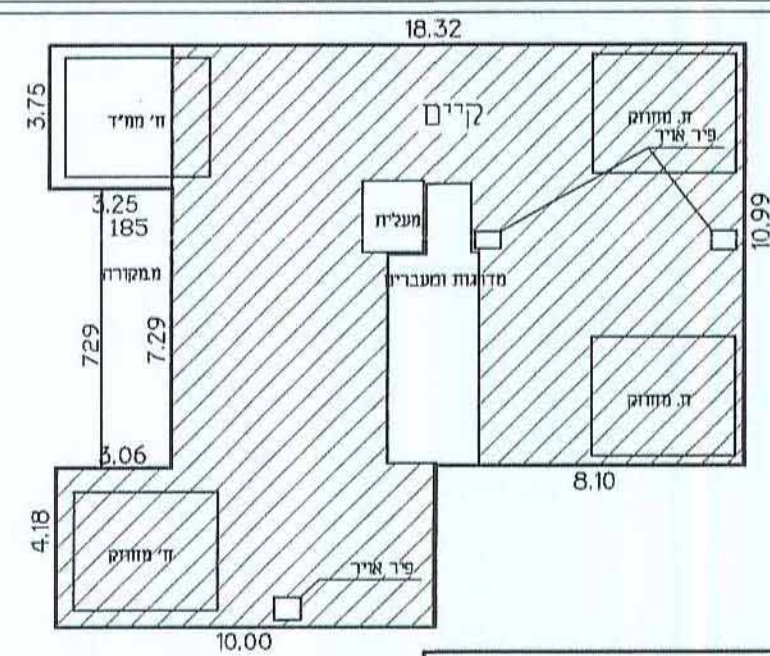 18.32
3.75
ח' ממ"ד
קיים
ח. מחוזק
פיר אויר
10.99
3.25
185
מעלית
מקורה
מדרגות ומעברים
729
7.29
ח. מחוזק
3.06
8.10
4.18
ח' מחוזק
פיר אויר
10.00